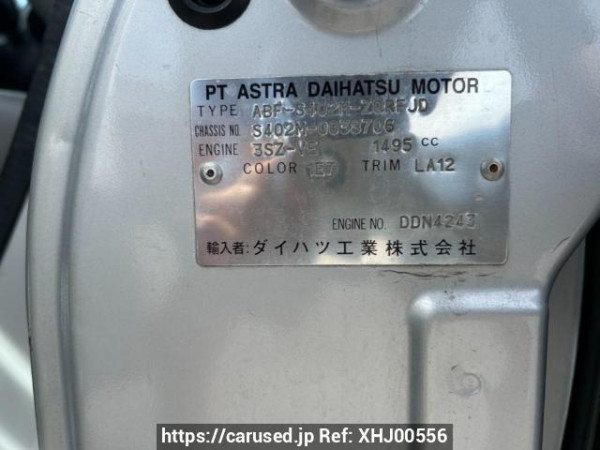 PT ASTRA DAIHATSU MOTOR
TYPE
CHASSIS NO.
ENGINE 3SZ-VE 1495 cc
COLOR 1E7 TRIM LA12
ENGINE NO. DDN4243
輸入者:ダイハツ工業株式会社
https://carused.jp Ref: XHJ00556